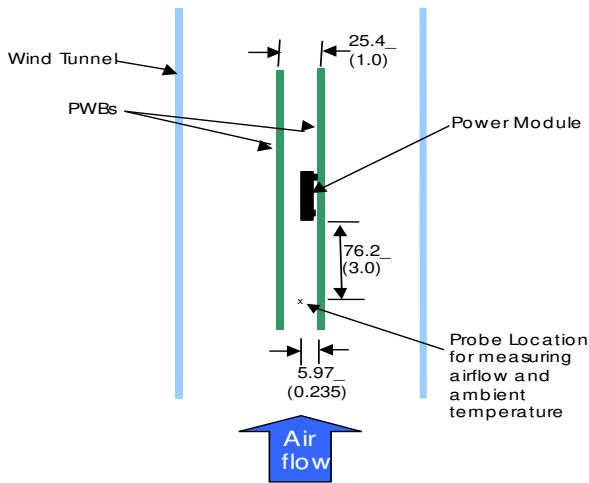 25.4_
(1.0)
Wind Tunnel
PWBs
Power Module
76.2_
(3.0)
x
Probe Location
for measuring
airflow and
ambient
temperature
5.97_
(0.235)
Air
flow